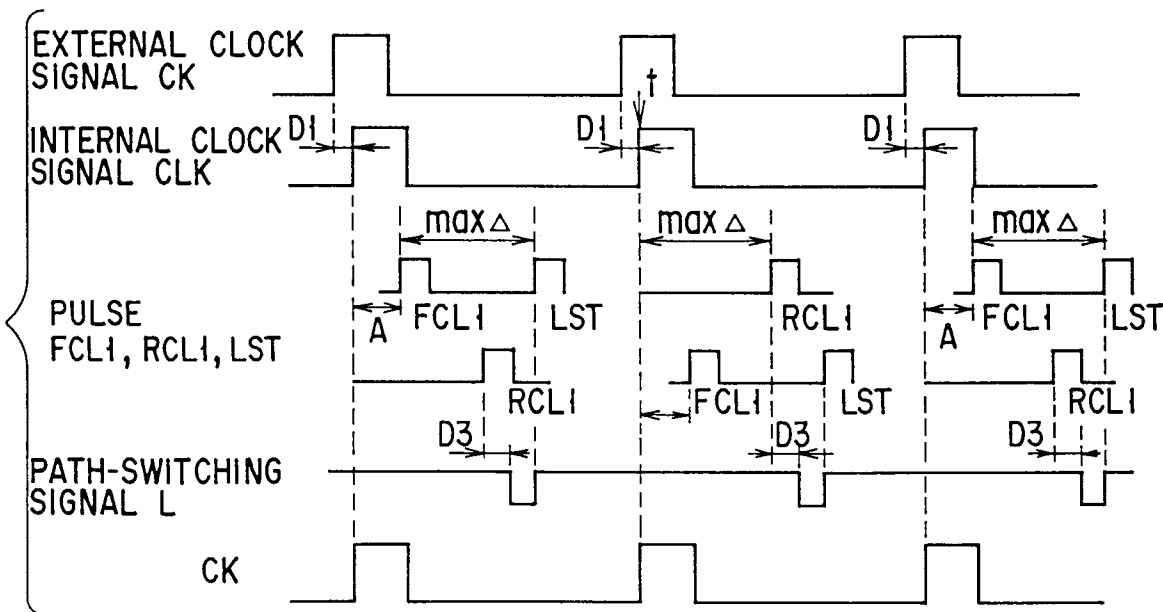 EXTERNAL CLOCK
SIGNAL CK
t
INTERNAL CLOCK
SIGNAL CLK
D1
D1
D1
max △
max △
max △
PULSE
FCL1, RCL1, LST
A
FCL1
LST
RCL1
A
FCL1
LST
RCL1
FCL1
LST
RCL1
D3
D3
D3
PATH-SWITCHING
SIGNAL L
CK